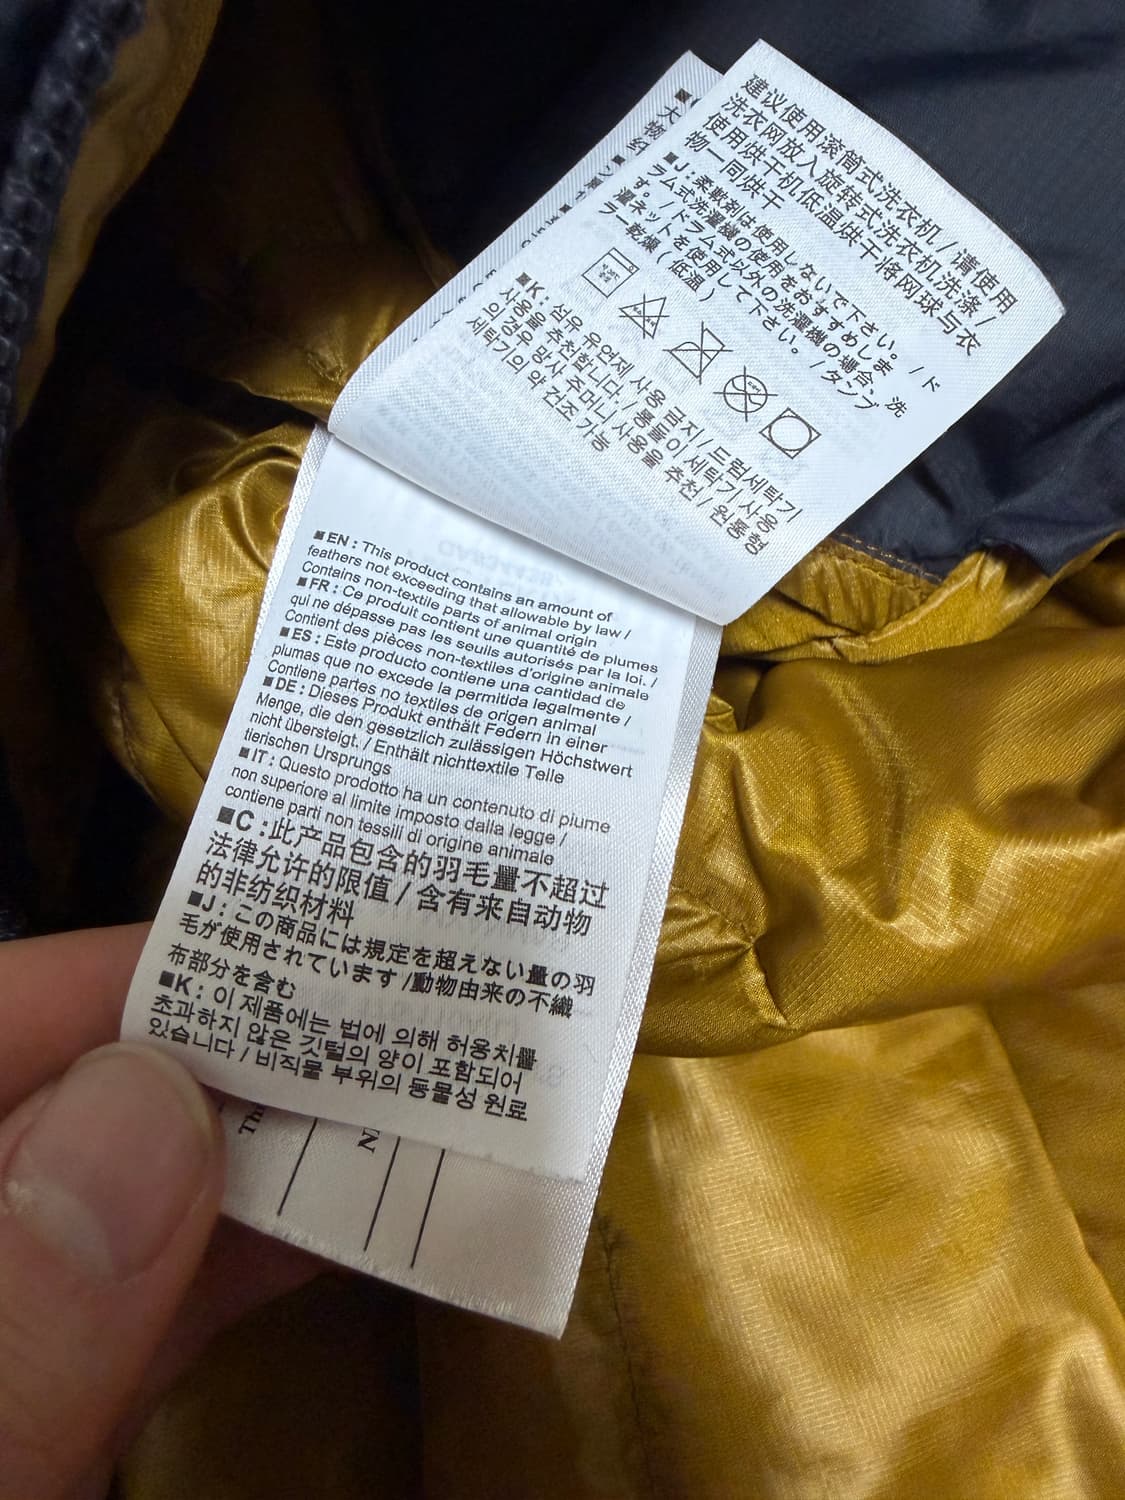 建议使用滚筒式洗衣机/请使用
洗衣网放入旋转式洗衣机洗涤/
使用烘干机低温烘干将网球与衣
物一同烘干
■J:柔軟剤は使用しないで下さい。/ド
ラム式洗濯機の使用をおすすめしま
す。/ドラム式以外の洗濯機の場合、洗
濯ネットを使用して下さい。/タンブ
ラー乾燥(低温)
■K: 섬유 유연제 사용 금지/드럼세탁기
사용을 추천합니다./통돌이 세탁기 사용
의 경우 망사 주머니 사용을 추천/원통형
세탁기의 약 건조 가능
■EN: This product contains an amount of
feathers not exceeding that allowable by law /
Contains non-textile parts of animal origin
■FR: Ce produit contient une quantité de plumes
qui ne dépasse pas les seuils autorisés par la loi. /
Contient des pièces non-textiles d'origine animale
■ES: Este producto contiene una cantidad de
plumas que no excede la permitida legalmente /
Contiene partes no textiles de origen animal
■DE: Dieses Produkt enthält Federn in einer
Menge, die den gesetzlich zulässigen Höchstwert
nicht übersteigt. / Enthält nichttextile Teile
tierischen Ursprungs
■IT: Questo prodotto ha un contenuto di piume
non superiore al limite imposto dalla legge /
contiene parti non tessili di origine animale
■C:此产品包含的羽毛量不超过
法律允许的限值/含有来自动物
的非纺织材料
■J: この商品には規定を超えない量の羽
毛が使用されています/動物由来の不織
布部分を含む
■K: 이 제품에는 법에 의해 허용치를
초과하지 않은 깃털의 양이 포함되어
있습니다/비직물 부위의 동물성 원료